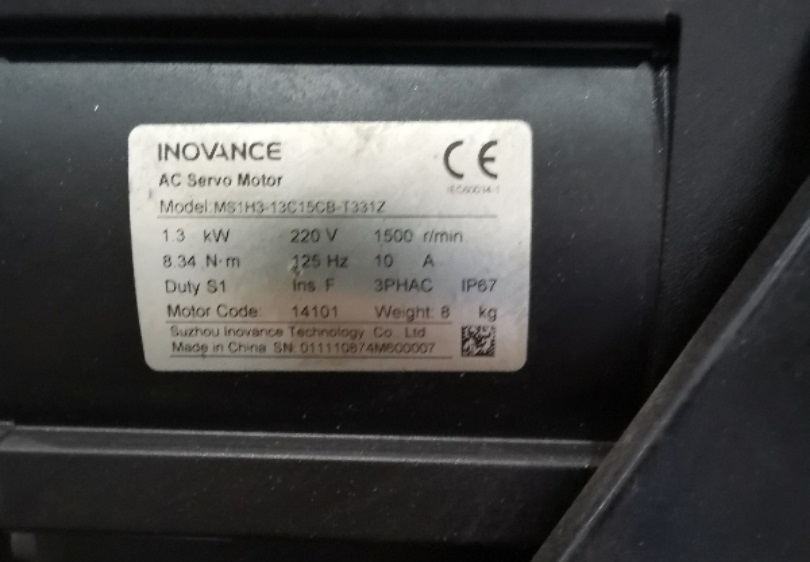 INOVANCE
CE
IEC60034-1
AC Servo Motor
Model:MS1H3-13C15CB-T331Z
1.3 kW 220 V 1500 r/min
8.34 N·m 125 Hz 10 A
Duty S1 Ins F 3PHAC IP67
Motor Code: 14101 Weight: 8 kg
Suzhou Inovance Technology Co. Ltd
Made in China SN: 011110874M600007